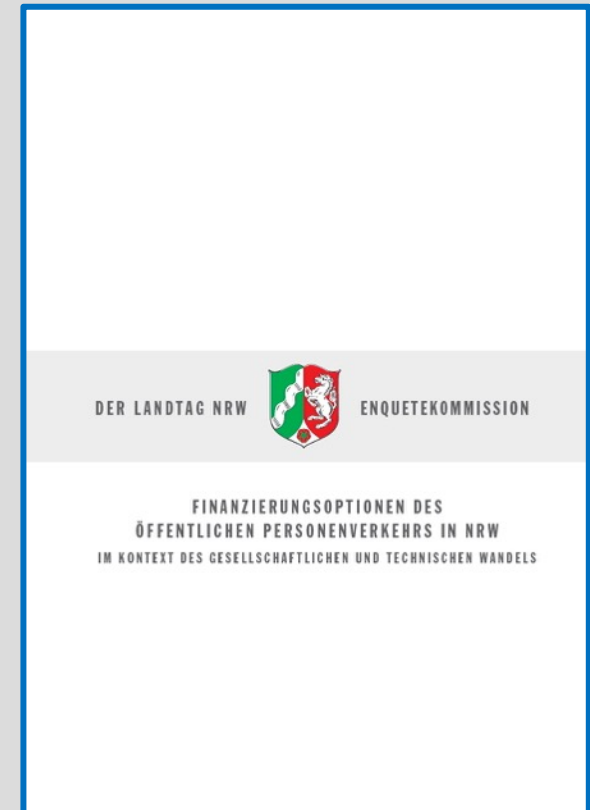 DER LANDTAG NRW ENQUETEKOMMISSION
FINANZIERUNGSOPTIONEN DES
ÖFFENTLICHEN PERSONENVERKEHRS IN NRW
IM KONTEXT DES GESELLSCHAFTLICHEN UND TECHNISCHEN WANDELS